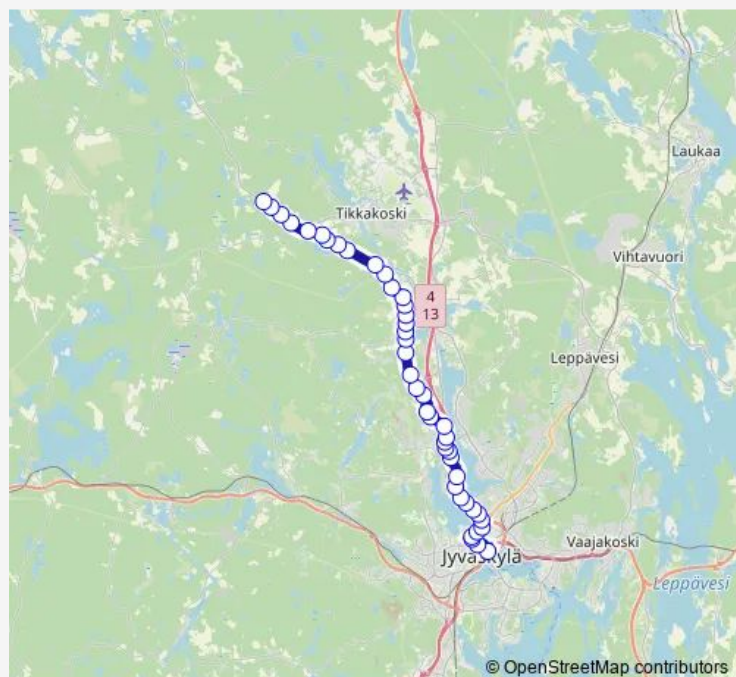 Laukaa
Tikkakoski
Vihtavuori
4
13
Leppävesi
Vaajakoski
Jyväskylä
Leppävesi
© OpenStreetMap contributors